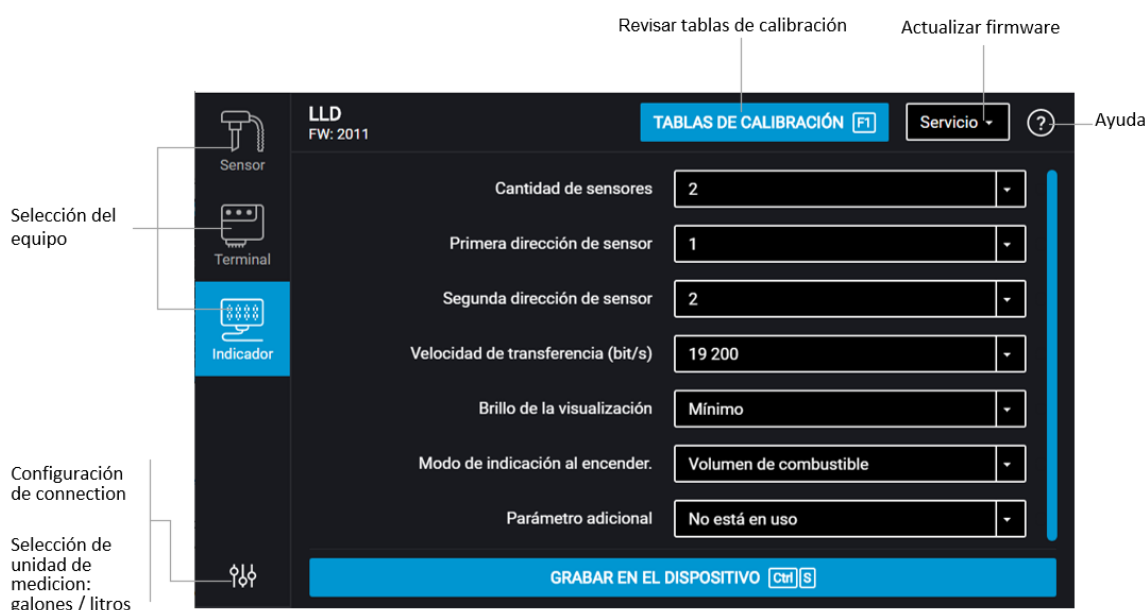 Revisar tablas de calibración
Actualizar firmware
LLD
FW: 2011
TABLAS DE CALIBRACIÓN F1
Servicio
?
Ayuda
Sensor
Selección del
equipo
Terminal
Indicador
Cantidad de sensores
2
Primera dirección de sensor
1
Segunda dirección de sensor
2
Velocidad de transferencia (bit/s)
19 200
Brillo de la visualización
Mínimo
Modo de indicación al encender.
Volumen de combustible
Parámetro adicional
No está en uso
Configuración
de connection
Selección de
unidad de
medicion:
galones / litros
GRABAR EN EL DISPOSITIVO Ctrl S